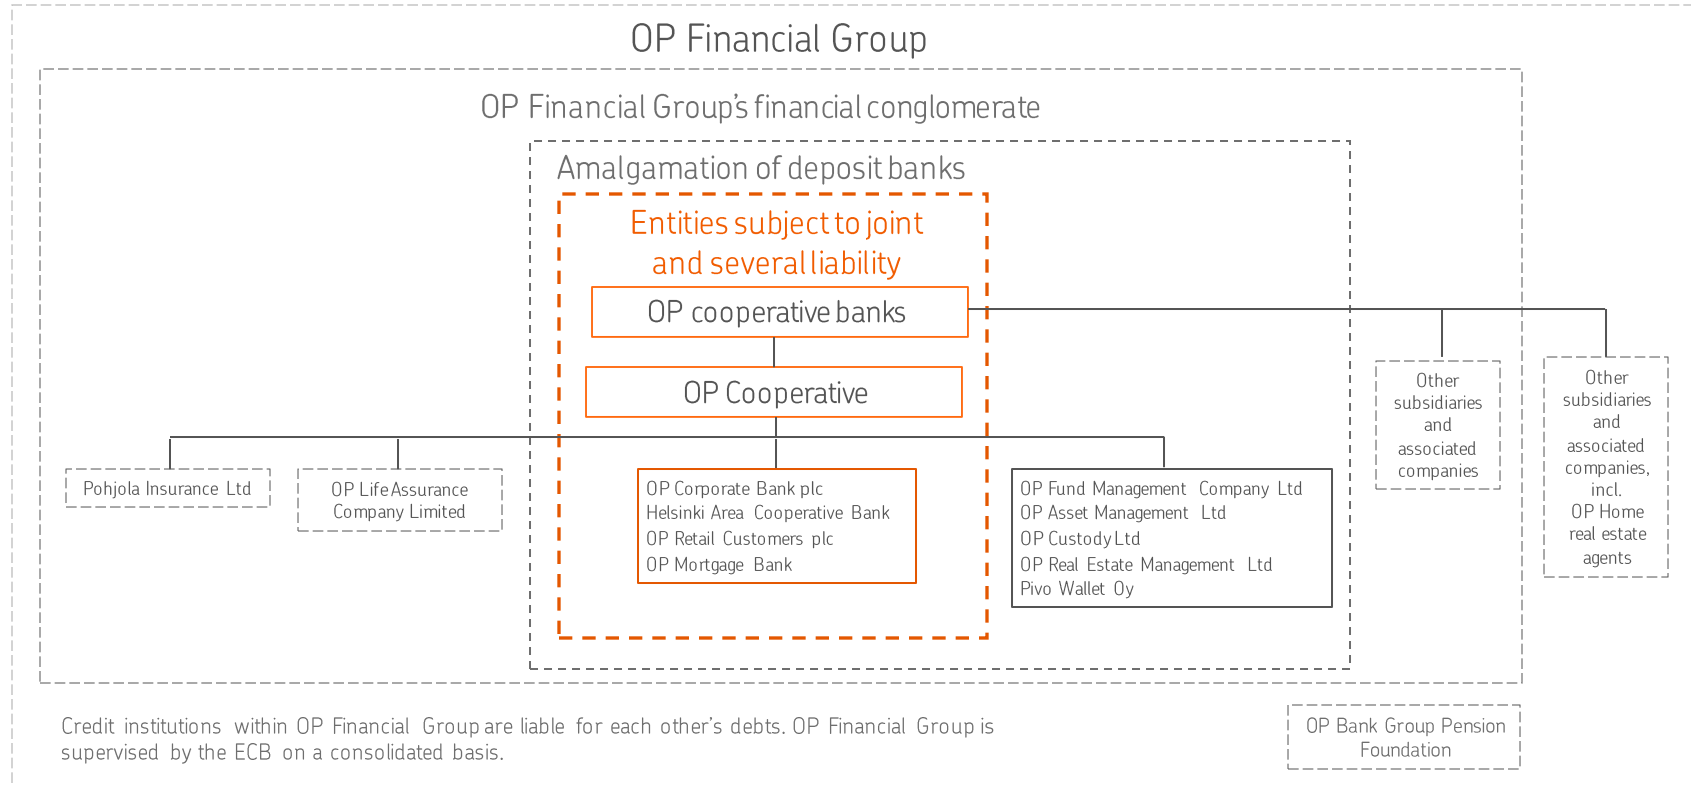 OP Financial Group
OP Financial Group's financial conglomerate
Amalgamation of deposit banks
Entities subject to joint
and several liability
OP cooperative banks
OP Cooperative
Pohjola Insurance Ltd
OP Life Assurance
Company Limited
OP Corporate Bank plc
Helsinki Area Cooperative Bank
OP Retail Customers plc
OP Mortgage Bank
OP Fund Management Company Ltd
OP Asset Management Ltd
OP Custody Ltd
OP Real Estate Management Ltd
Pivo Wallet Oy
Other
subsidiaries
and
associated
companies
Other
subsidiaries
and
associated
companies,
incl.
OP Home
real estate
agents
Credit institutions within OP Financial Group are liable for each other's debts. OP Financial Group is
supervised by the ECB on a consolidated basis.
OP Bank Group Pension
Foundation